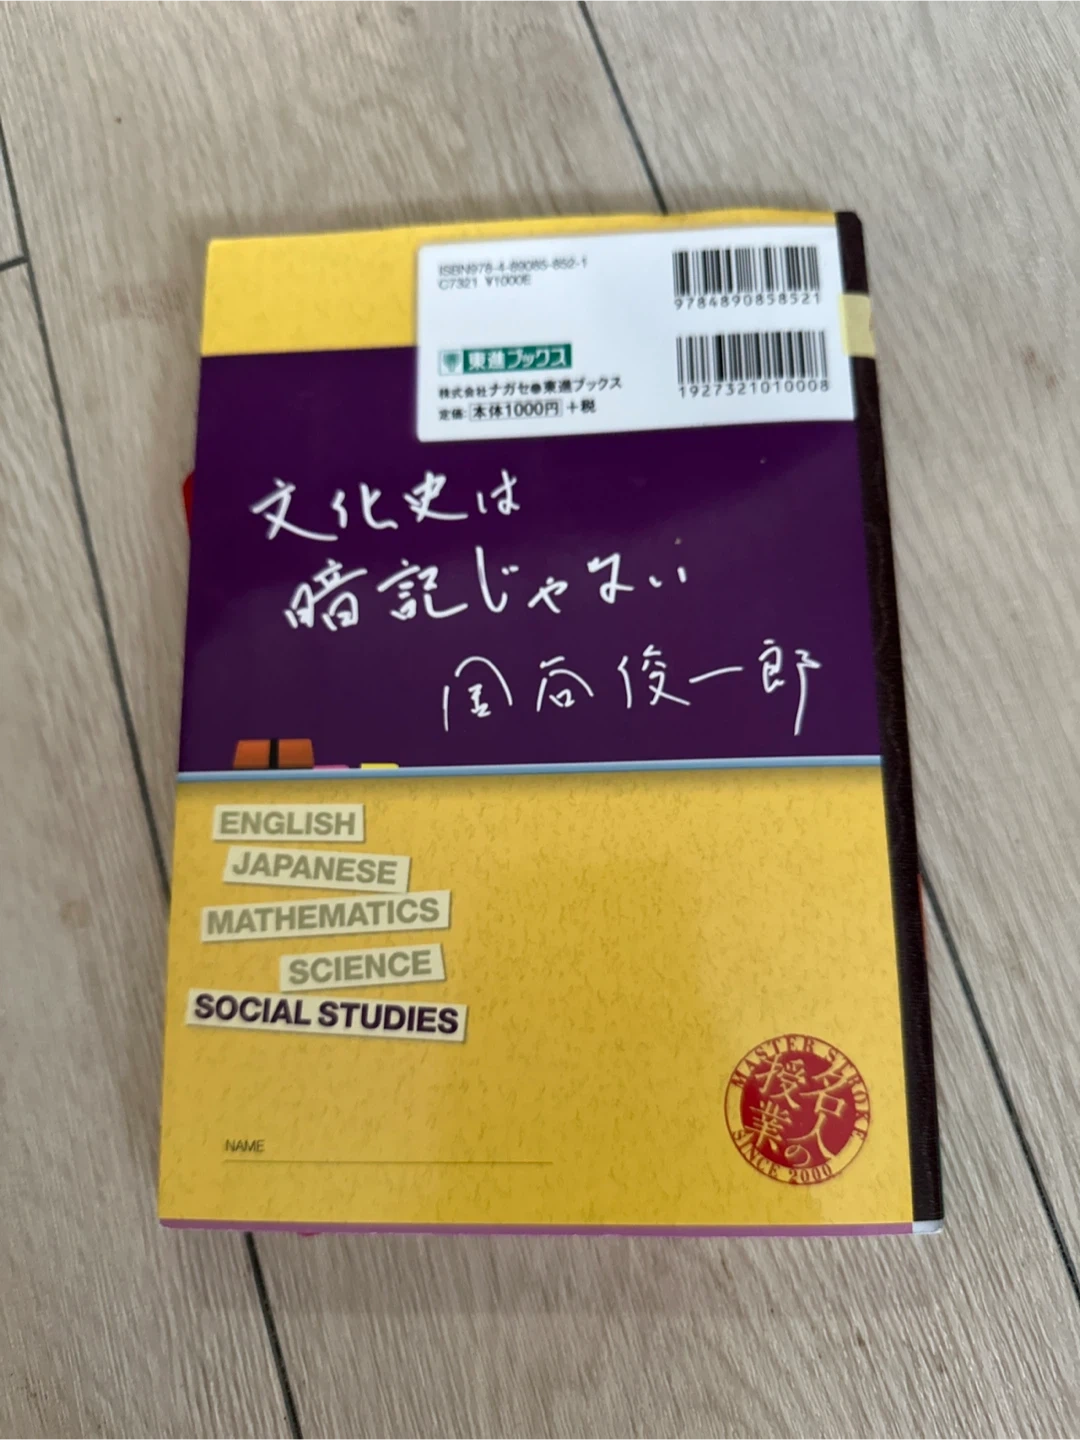 ISBN978-4-89085-852-1
C7321 ¥1000E
9784890858521
東進ブックス
株式会社ナガセ 東進ブックス
定価: 本体1000円 +税
1927321010008
文化史は
暗記じゃない
金谷俊一郎
ENGLISH
JAPANESE
MATHEMATICS
SCIENCE
SOCIAL STUDIES
NAME
MASTER STROKE
名人の
授業
SINCE 2000